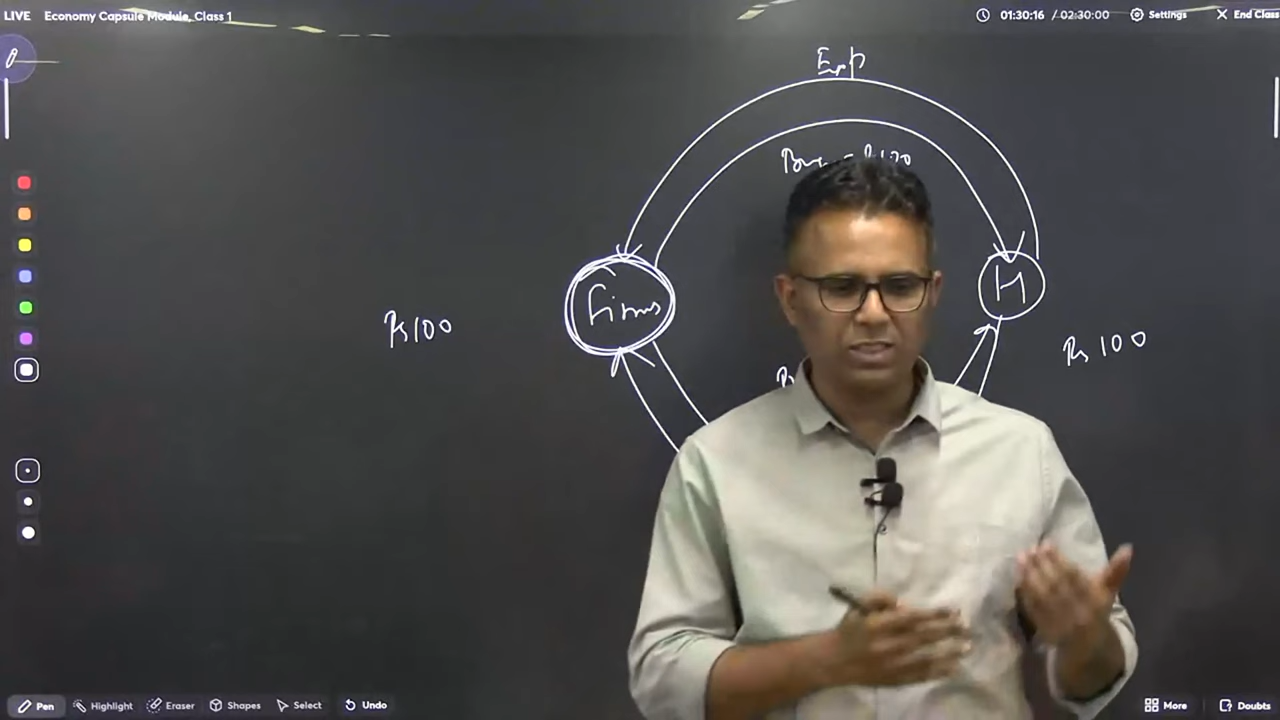 LIVE Economy Capsule Module, Class 1
01:30:16 / 02:30:00 Settings End Class
Exp
Firms
H
Rs 100
Rs 100
Pen Highlight Eraser Shapes Select Undo
More Doubts